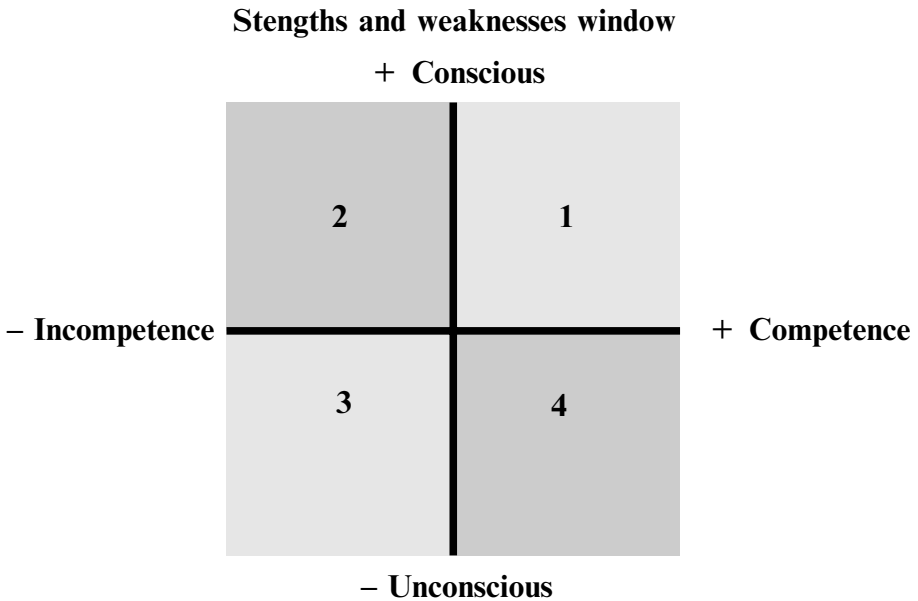 Stengths and weaknesses window
+ Conscious
2
1
– Incompetence
+ Competence
3
4
– Unconscious